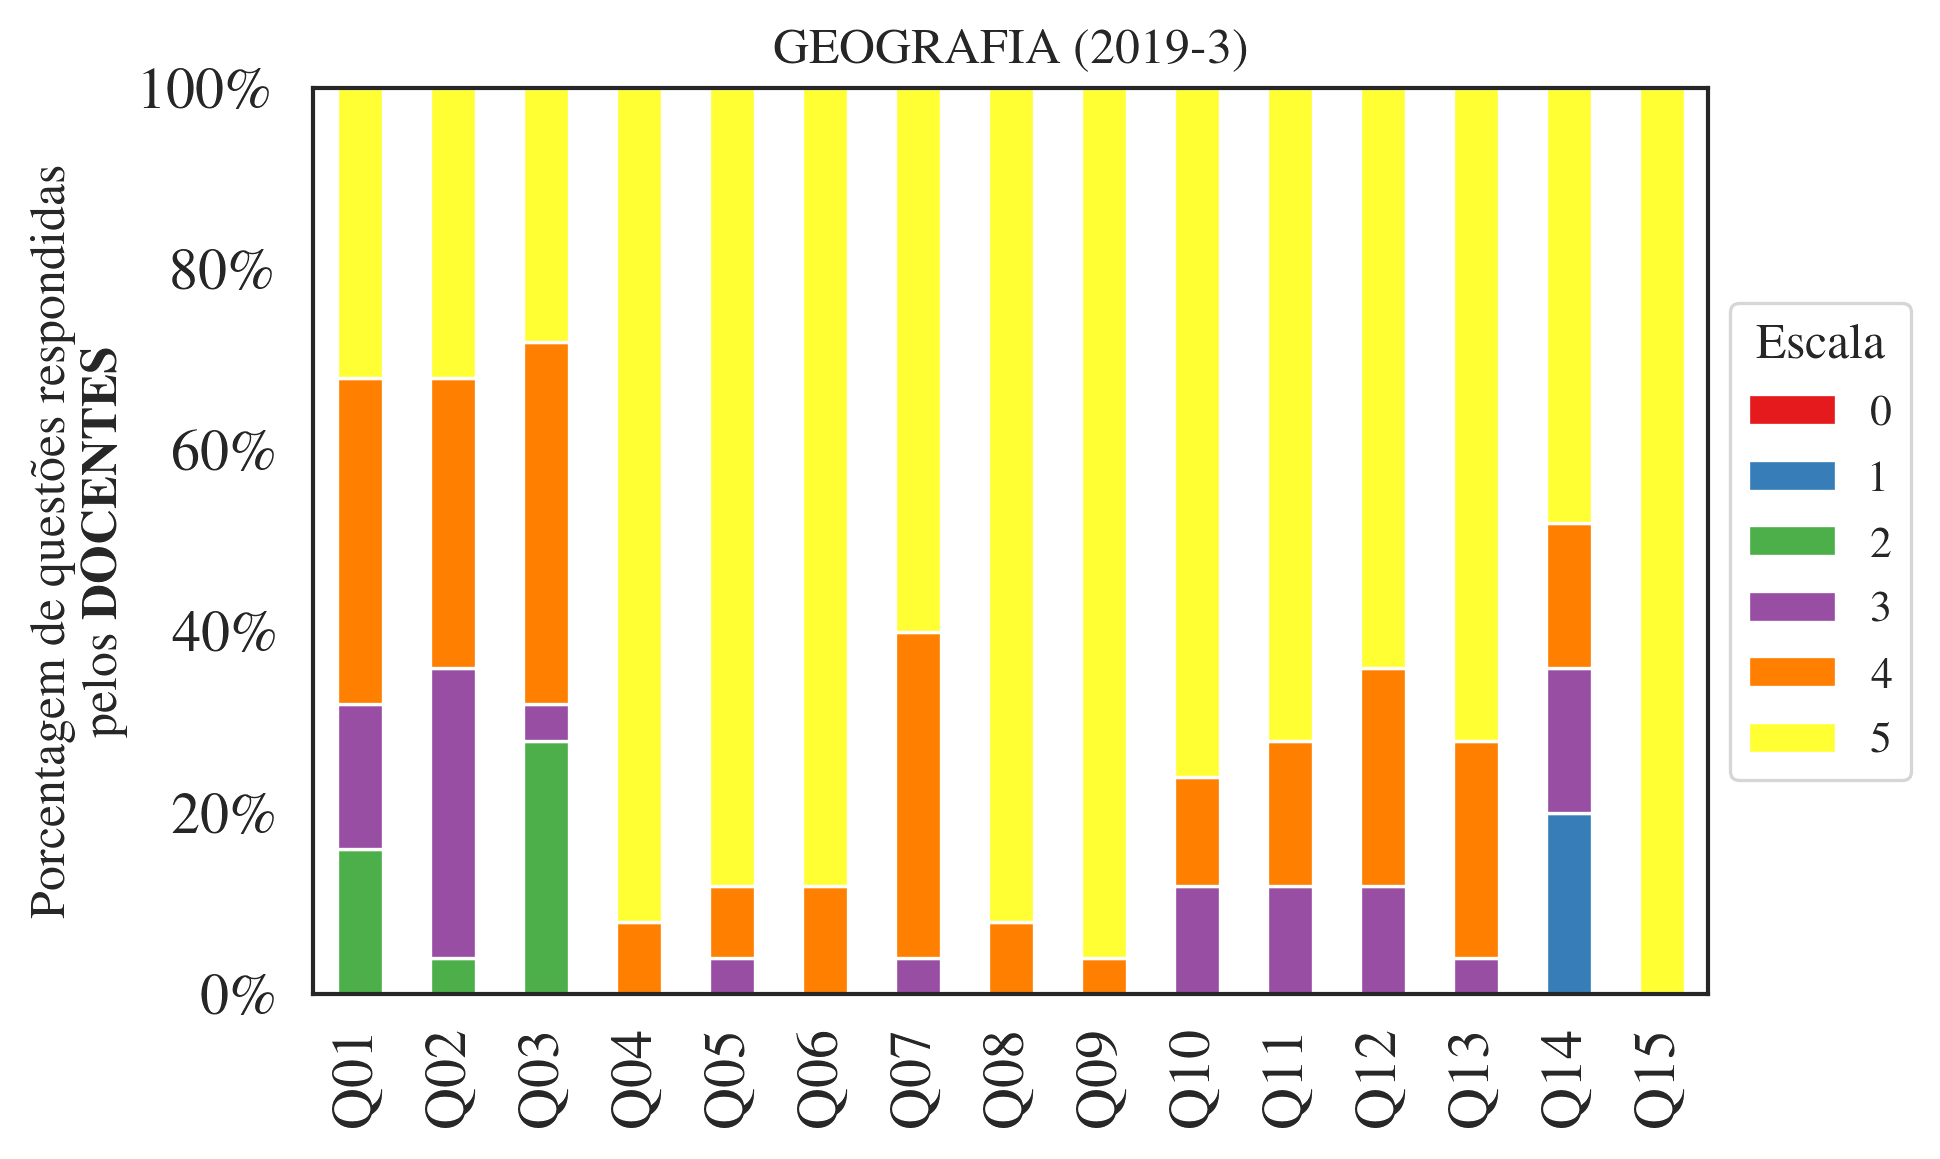 GEOGRAFIA (2019-3)
Porcentagem de questões respondidas
pelos DOCENTES
100%
80%
60%
40%
20%
0%
Q01
Q02
Q03
Q04
Q05
Q06
Q07
Q08
Q09
Q10
Q11
Q12
Q13
Q14
Q15
Escala
0
1
2
3
4
5